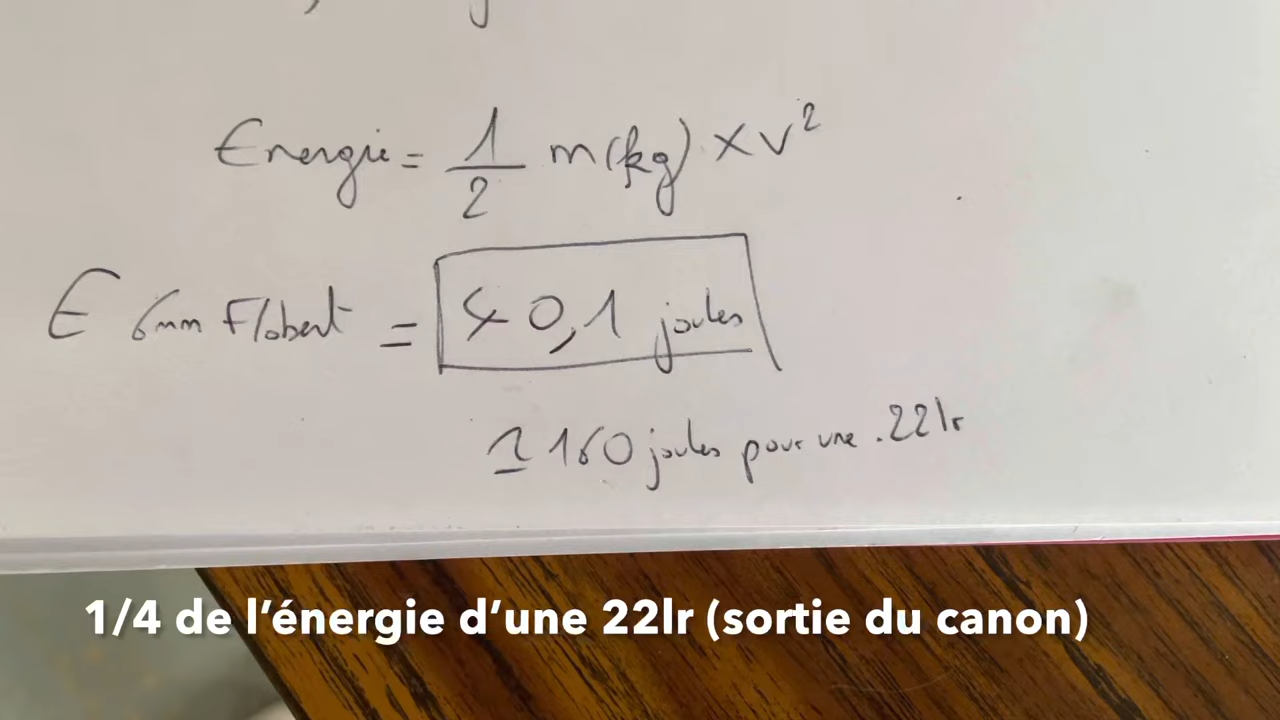 Energie = 1/2 m(kg) x v²
E 6mm Flobert = 40,1 joules
≃ 160 joules pour une .22lr
1/4 de l’énergie d’une 22lr (sortie du canon)